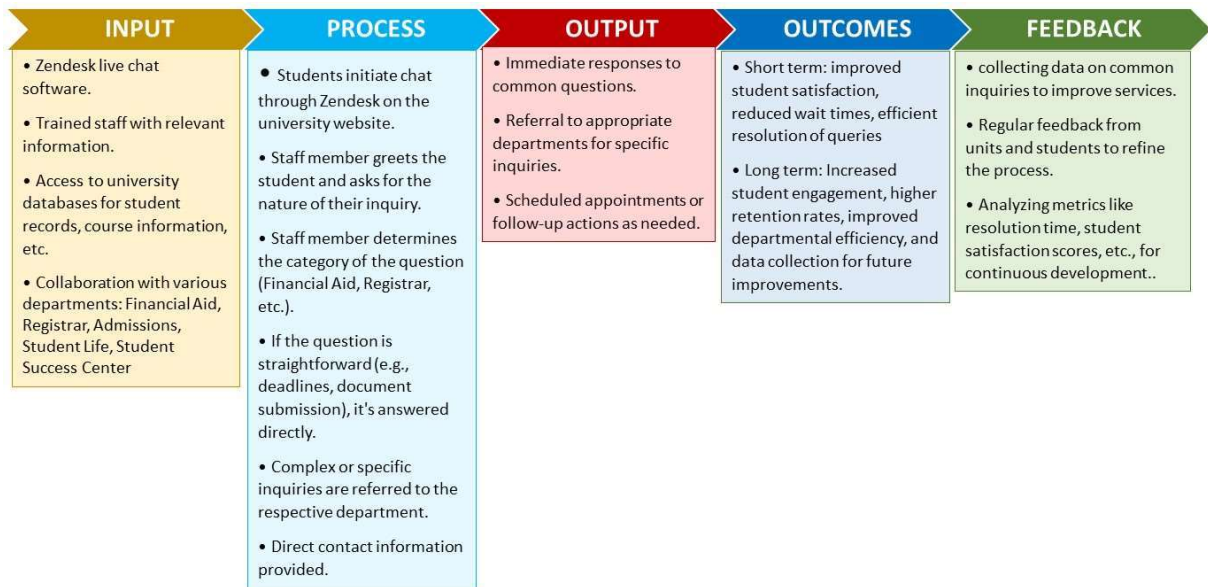 INPUT
• Zendesk live chat
software.
• Trained staff with relevant
information.
• Access to university
databases for student
records, course information,
etc.
• Collaboration with various
departments: Financial Aid,
Registrar, Admissions,
Student Life, Student
Success Center
PROCESS
• Students initiate chat
through Zendesk on the
university website.
• Staff member greets the
student and asks for the
nature of their inquiry.
• Staff member determines
the category of the question
(Financial Aid, Registrar,
etc.).
• If the question is
straightforward (e.g.,
deadlines, document
submission), it's answered
directly.
• Complex or specific
inquiries are referred to the
respective department.
• Direct contact information
provided.
OUTPUT
• Immediate responses to
common questions.
• Referral to appropriate
departments for specific
inquiries.
• Scheduled appointments or
follow-up actions as needed.
OUTCOMES
• Short term: improved
student satisfaction,
reduced wait times, efficient
resolution of queries
• Long term: Increased
student engagement, higher
retention rates, improved
departmental efficiency, and
data collection for future
improvements.
FEEDBACK
• collecting data on common
inquiries to improve services.
• Regular feedback from
units and students to refine
the process.
• Analyzing metrics like
resolution time, student
satisfaction scores, etc., for
continuous development..